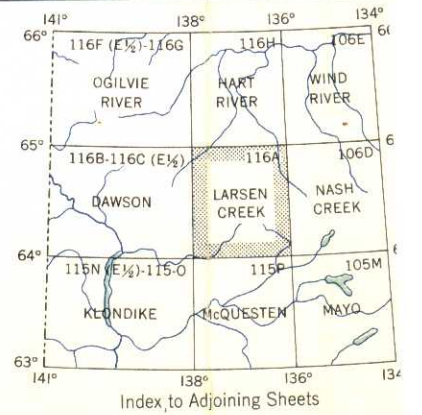 141° 138° 136° 134°
66° 116F (E½)-116G 116H 106E
OGILVIE RIVER HART RIVER WIND RIVER
65° 116B-116C (E½) 116A 106D
DAWSON LARSEN CREEK NASH CREEK
64° 115N (E½)-115-O 115P 105M
KLONDIKE McQUESTEN MAYO
63°
141° 138° 136° 134
Index to Adjoining Sheets